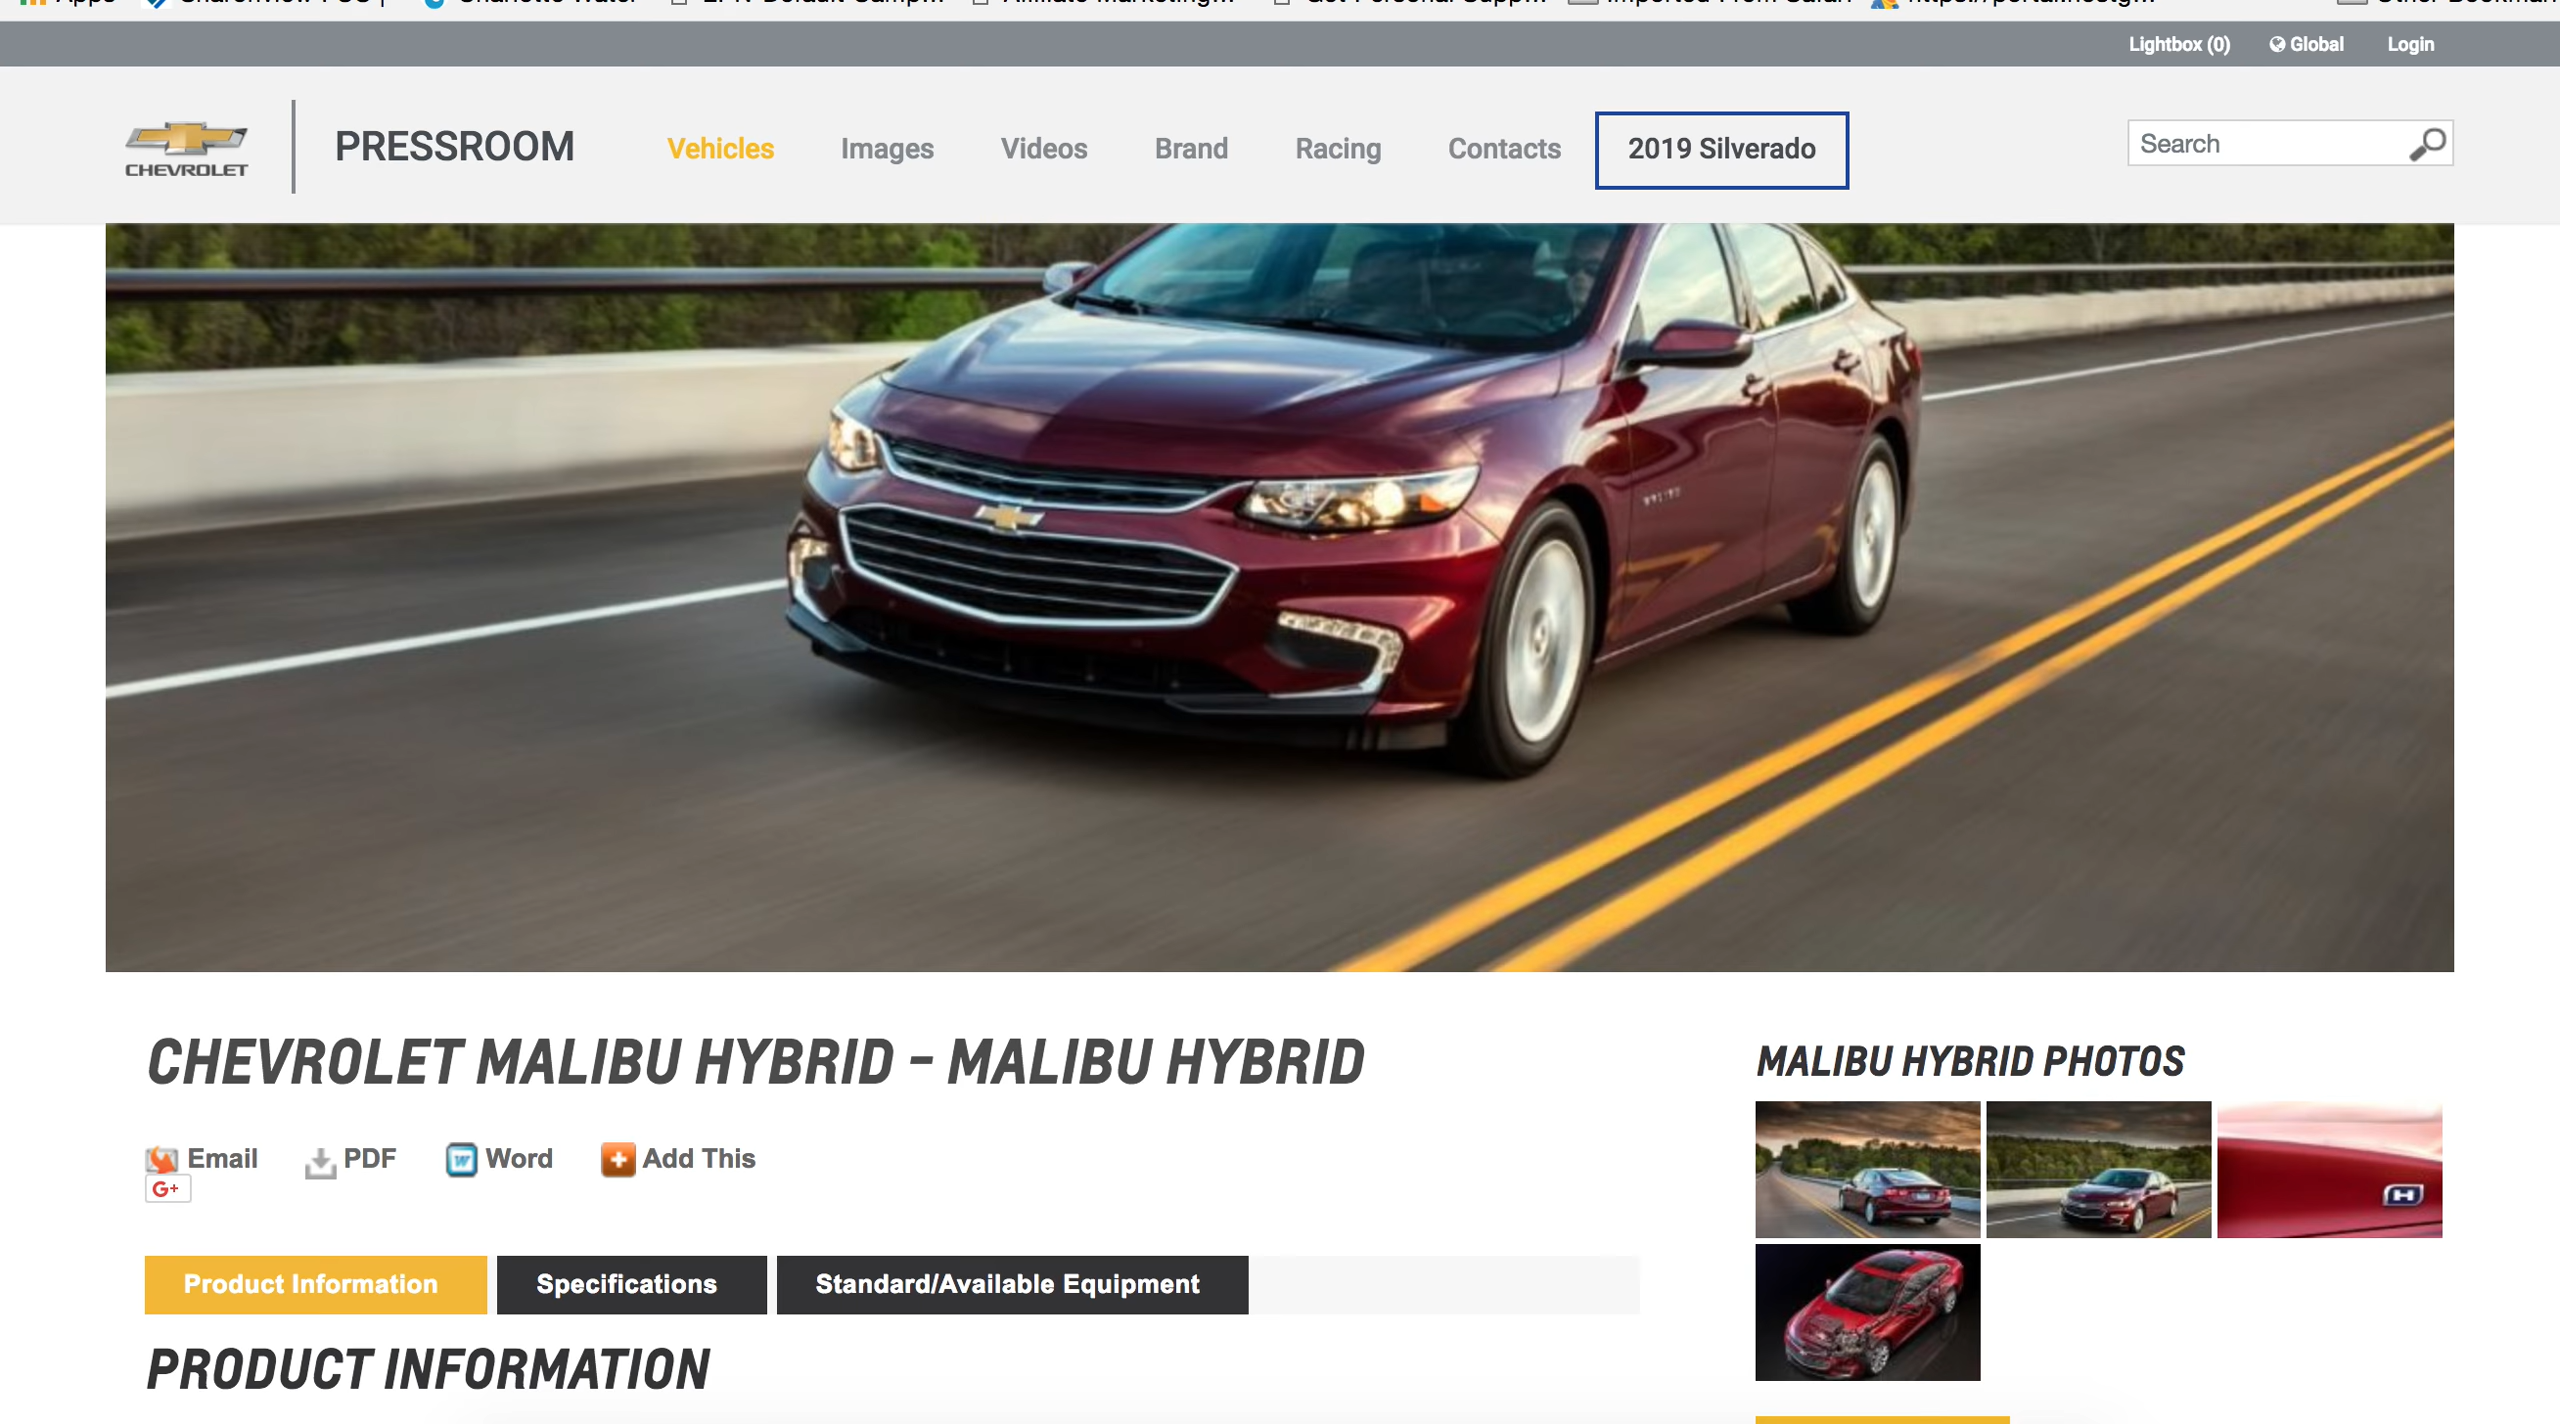 Lightbox (0) Global Login
CHEVROLET
PRESSROOM Vehicles Images Videos Brand Racing Contacts 2019 Silverado Search
CHEVROLET MALIBU HYBRID - MALIBU HYBRID
Email PDF Word Add This
G+
Product Information Specifications Standard/Available Equipment
PRODUCT INFORMATION
MALIBU HYBRID PHOTOS
H